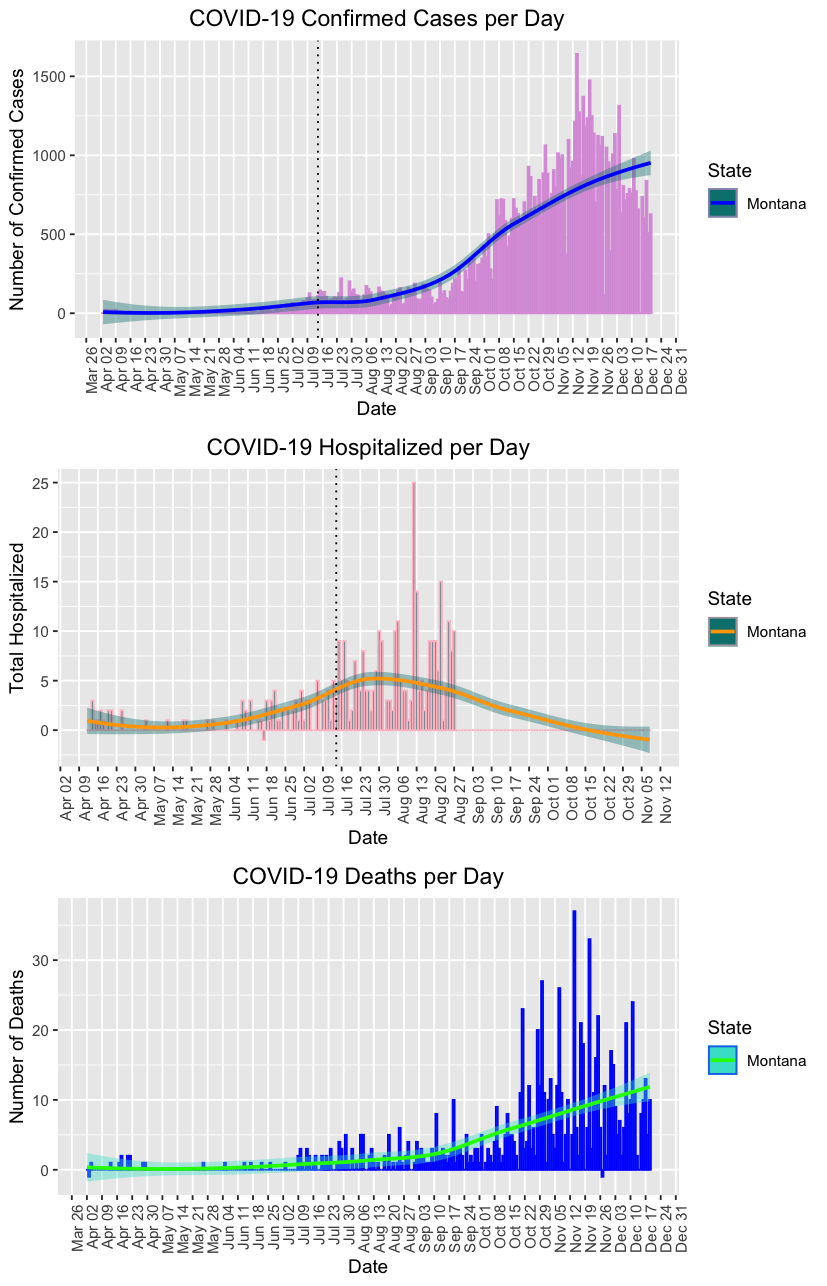 COVID-19 Confirmed Cases per Day
Number of Confirmed Cases
1500
1000
500
0
Mar 26
Apr 02
Apr 09
Apr 16
Apr 23
Apr 30
May 07
May 14
May 21
May 28
Jun 04
Jun 11
Jun 18
Jun 25
Jul 02
Jul 09
Jul 16
Jul 23
Jul 30
Aug 06
Aug 13
Aug 20
Aug 27
Sep 03
Sep 10
Sep 17
Sep 24
Oct 01
Oct 08
Oct 15
Oct 22
Oct 29
Nov 05
Nov 12
Nov 19
Nov 26
Dec 03
Dec 10
Dec 17
Dec 24
Dec 31
Date
State
Montana
COVID-19 Hospitalized per Day
Total Hospitalized
25
20
15
10
5
0
Apr 02
Apr 09
Apr 16
Apr 23
Apr 30
May 07
May 14
May 21
May 28
Jun 04
Jun 11
Jun 18
Jun 25
Jul 02
Jul 09
Jul 16
Jul 23
Jul 30
Aug 06
Aug 13
Aug 20
Aug 27
Sep 03
Sep 10
Sep 17
Sep 24
Oct 01
Oct 08
Oct 15
Oct 22
Oct 29
Nov 05
Nov 12
Date
State
Montana
COVID-19 Deaths per Day
Number of Deaths
30
20
10
0
Mar 26
Apr 02
Apr 09
Apr 16
Apr 23
Apr 30
May 07
May 14
May 21
May 28
Jun 04
Jun 11
Jun 18
Jun 25
Jul 02
Jul 09
Jul 16
Jul 23
Jul 30
Aug 06
Aug 13
Aug 20
Aug 27
Sep 03
Sep 10
Sep 17
Sep 24
Oct 01
Oct 08
Oct 15
Oct 22
Oct 29
Nov 05
Nov 12
Nov 19
Nov 26
Dec 03
Dec 10
Dec 17
Dec 24
Dec 31
Date
State
Montana